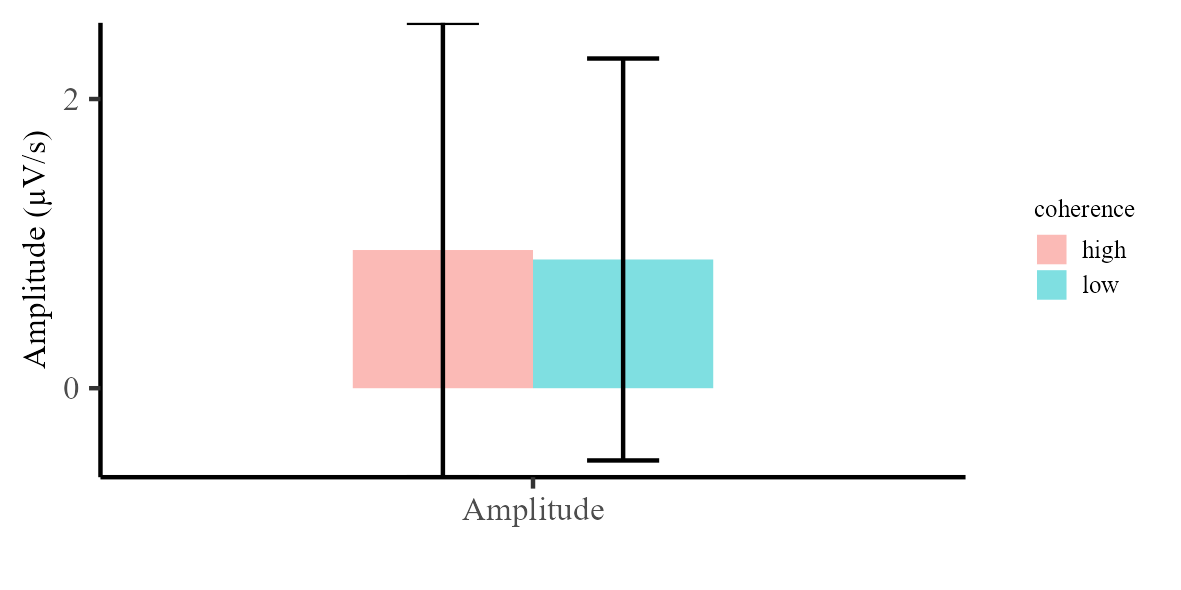 Amplitude (µV/s)
2
0
Amplitude
coherence
high
low